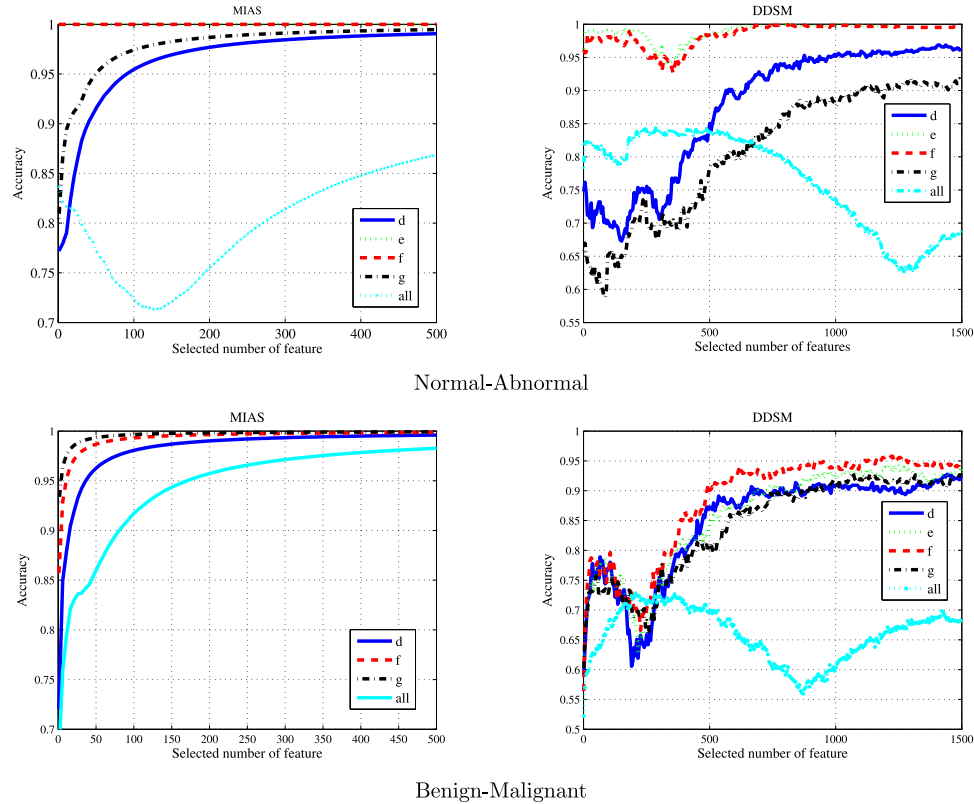 MIAS
Accuracy
1
0.95
0.9
0.85
0.8
0.75
0.7
0 100 200 300 400 500
Selected number of feature
d
e
f
g
all
DDSM
Accuracy
1
0.95
0.9
0.85
0.8
0.75
0.7
0.65
0.6
0.55
0 500 1000 1500
Selected number of features
d
e
f
g
all
Normal-Abnormal
MIAS
Accuracy
1
0.95
0.9
0.85
0.8
0.75
0.7
0 50 100 150 200 250 300 350 400 450 500
Selected number of feature
d
f
g
all
DDSM
Accuracy
1
0.95
0.9
0.85
0.8
0.75
0.7
0.65
0.6
0.55
0.5
0 500 1000 1500
Selected number of feature
d
e
f
g
all
Benign-Malignant